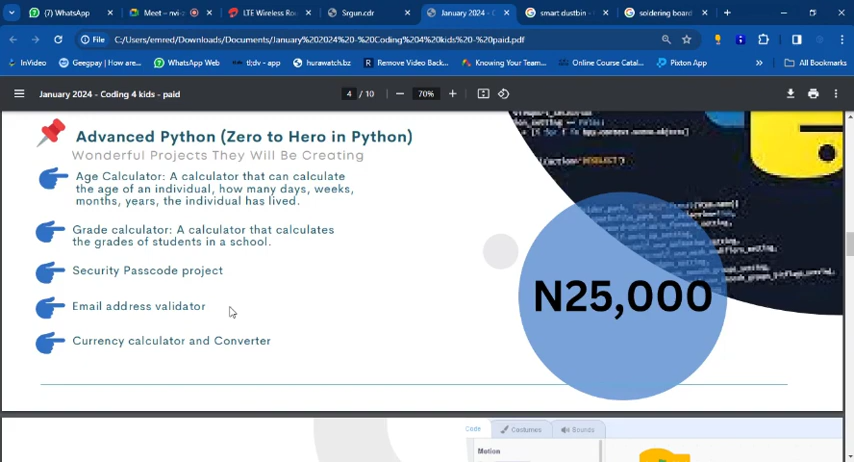 (7) WhatsApp
Meet – nvi-z
LTE Wireless Ro
Srgun.cdr
January 2024 - C
smart dustbin -
soldering board
File
C:/Users/emred/Downloads/Documents/January%202024%20-%20Coding%204%20kids%20-%20paid.pdf
InVideo
Geegpay | How are...
WhatsApp Web
tl;dv - app
hurawatch.bz
Remove Video Back...
Knowing Your Team...
Online Course Catal...
Pixton App
All Bookmarks
January 2024 - Coding 4 kids - paid
4 / 10
70%
Advanced Python (Zero to Hero in Python)
Wonderful Projects They Will Be Creating
Age Calculator: A calculator that can calculate
the age of an individual, how many days, weeks,
months, years, the individual has lived.
Grade calculator: A calculator that calculates
the grades of students in a school.
Security Passcode project
Email address validator
Currency calculator and Converter
N25,000
Code
Costumes
Sounds
Motion